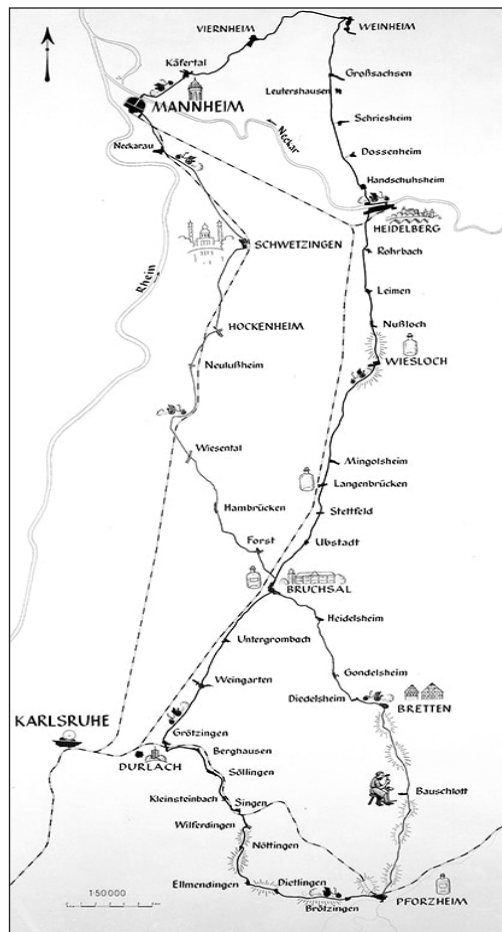 WEINHEIM
VIERNHEIM
Käfertal
Großsachsen
Leutershausen
MANNHEIM
Schriesheim
Neckar
Neckarau
Dossenheim
Handschuhsheim
HEIDELBERG
SCHWETZINGEN
Rohrbach
Rhein
Leimen
HOCKENHEIM
Nußloch
WIESLOCH
Neulußheim
Wiesental
Mingolsheim
Langenbrücken
Hambrücken
Stettfeld
Forst
Ubstadt
BRUCHSAL
Heidelsheim
Untergrombach
Gondelsheim
Weingarten
Diedelsheim
BRETTEN
KARLSRUHE
Grötzingen
Berghausen
DURLACH
Söllingen
Kleinsteinbach
Singen
Bauschlott
Wilferdingen
Nöttingen
Ellmendingen
Dietlingen
Brötzingen
PFORZHEIM
1:50000